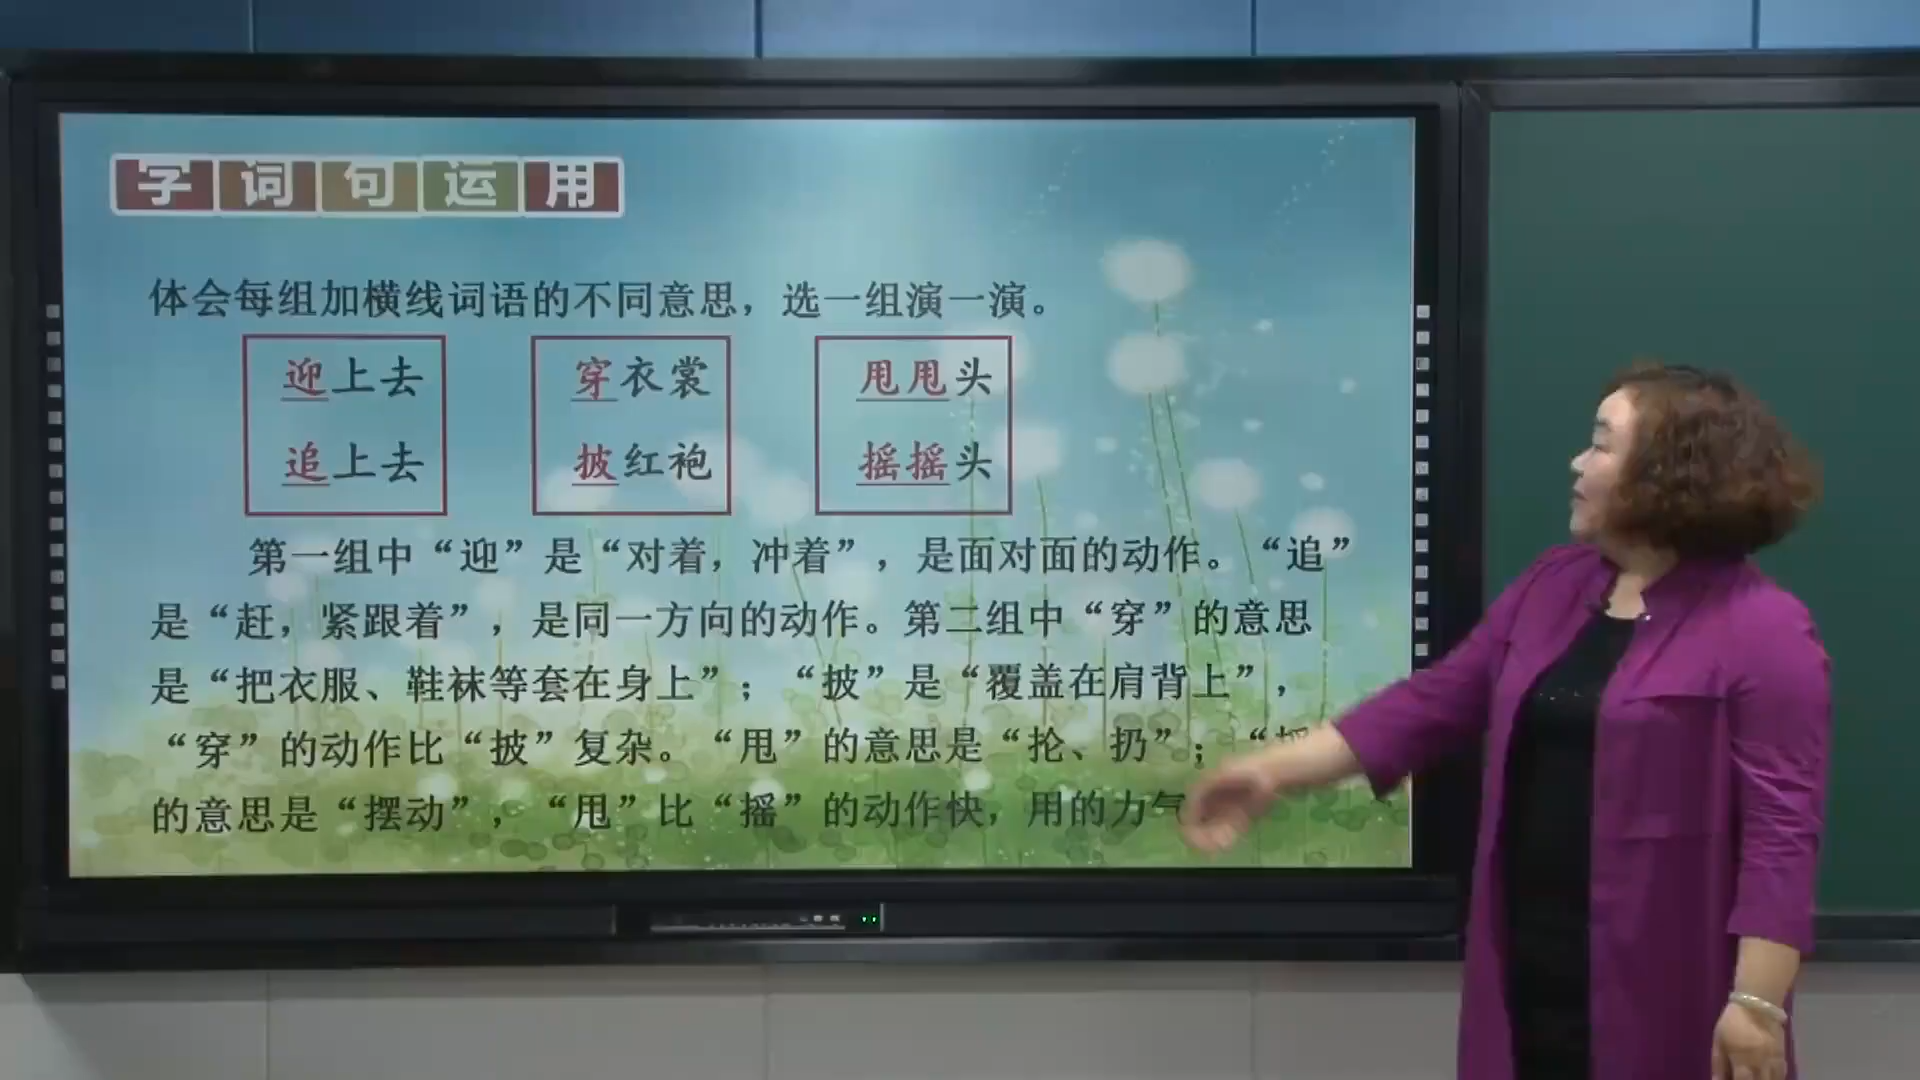 字词句运用
体会每组加横线词语的不同意思，选一组演一演。
迎上去 穿衣裳 甩甩头
追上去 披红袍 摇摇头
第一组中“迎”是“对着，冲着”，是面对面的动作。“追”
是“赶，紧跟着”，是同一方向的动作。第二组中“穿”的意思
是“把衣服、鞋袜等套在身上”；“披”是“覆盖在肩背上”，
“穿”的动作比“披”复杂。“甩”的意思是“抡、扔”；“
的意思是“摆动”，“甩”比“摇”的动作快，用的力气